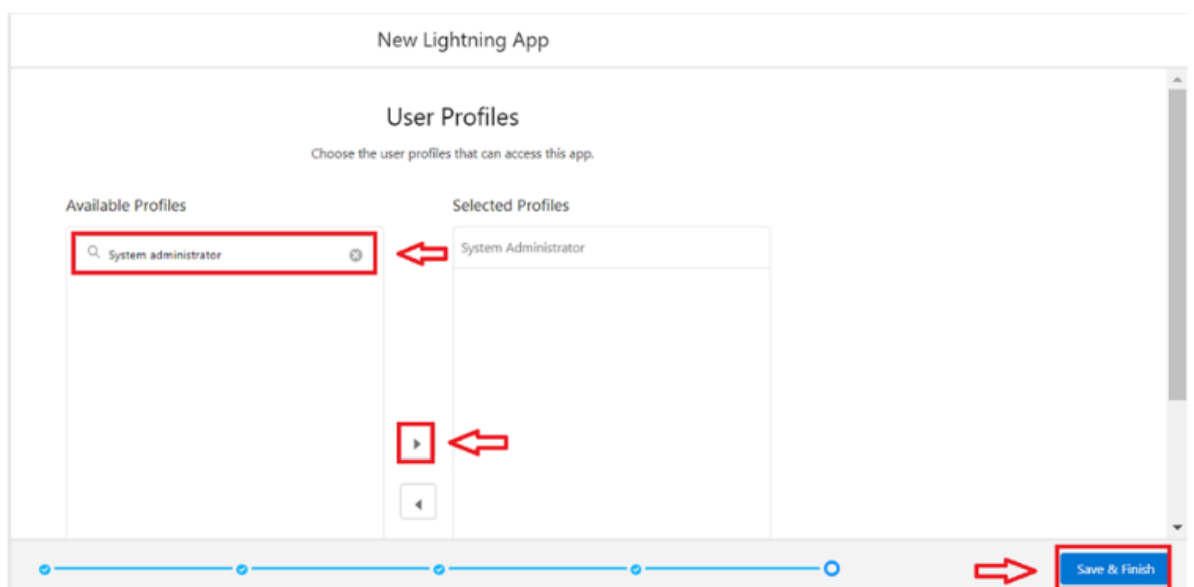 New Lightning App
User Profiles
Choose the user profiles that can access this app.
Available Profiles
Selected Profiles
System administrator
System Administrator
Save & Finish